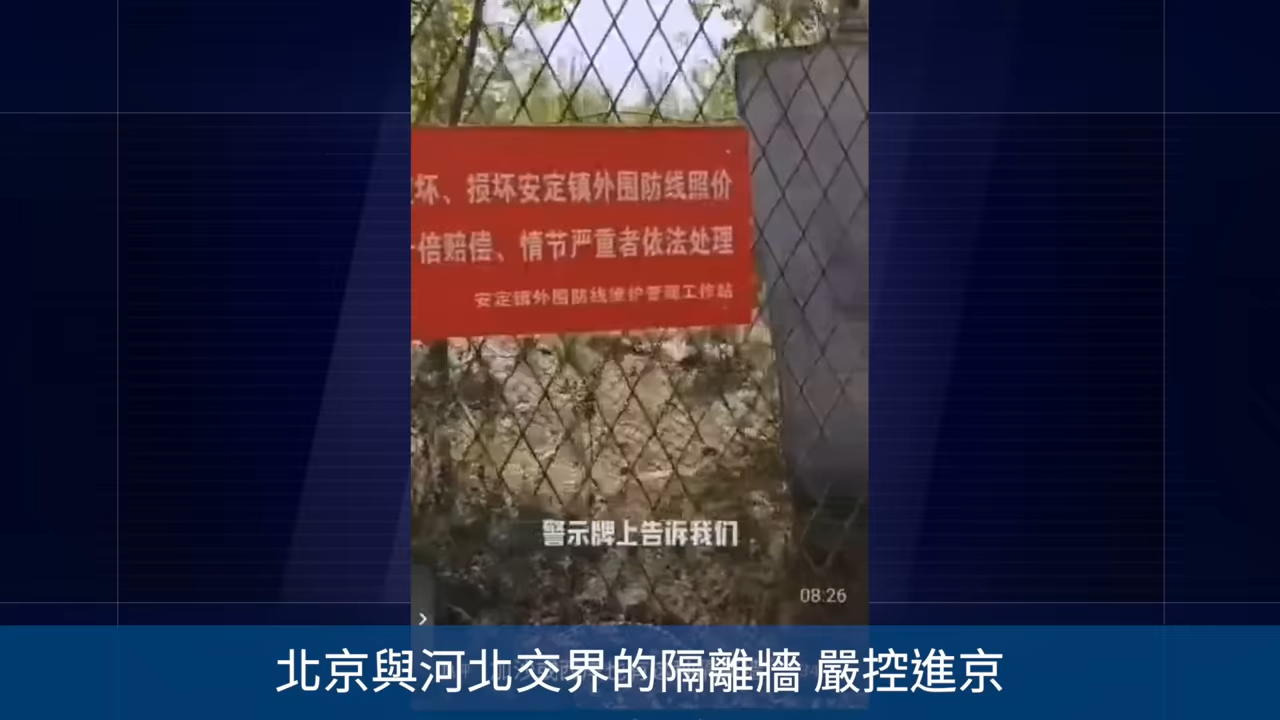 坏、损坏安定镇外围防线照价
倍赔偿、情节严重者依法处理
安定镇外围防线维护管理工作站
警示牌上告诉我们
08:26
北京與河北交界的隔離牆 嚴控進京